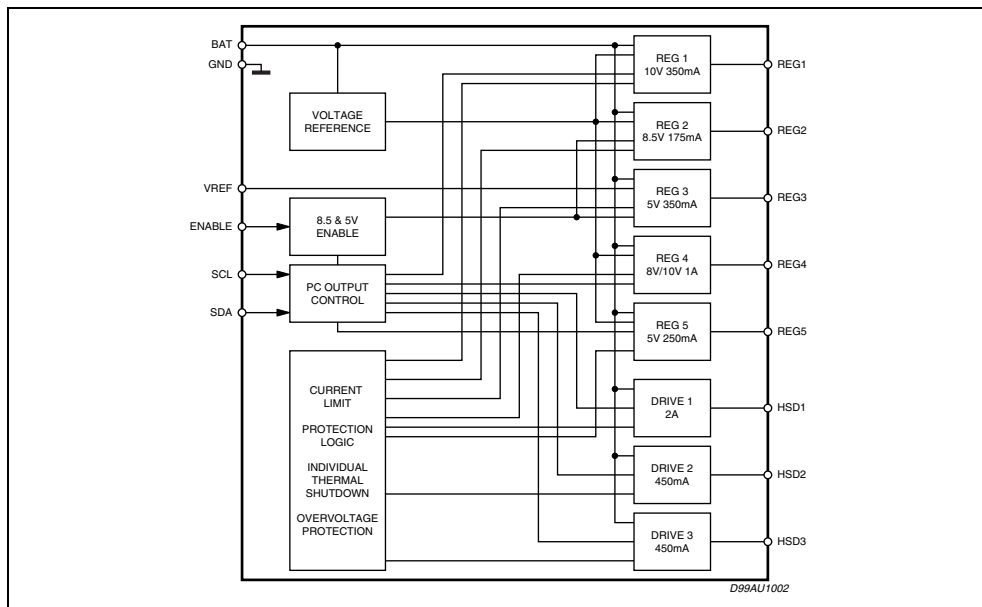 BAT
GND
VOLTAGE
REFERENCE
VREF
ENABLE
8.5 & 5V
ENABLE
SCL
SDA
PC OUTPUT
CONTROL
CURRENT
LIMIT
PROTECTION
LOGIC
INDIVIDUAL
THERMAL
SHUTDOWN
OVERVOLTAGE
PROTECTION
REG 1
10V 350mA
REG1
REG 2
8.5V 175mA
REG2
REG 3
5V 350mA
REG3
REG 4
8V/10V 1A
REG4
REG 5
5V 250mA
REG5
DRIVE 1
2A
HSD1
DRIVE 2
450mA
HSD2
DRIVE 3
450mA
HSD3
D99AU1002